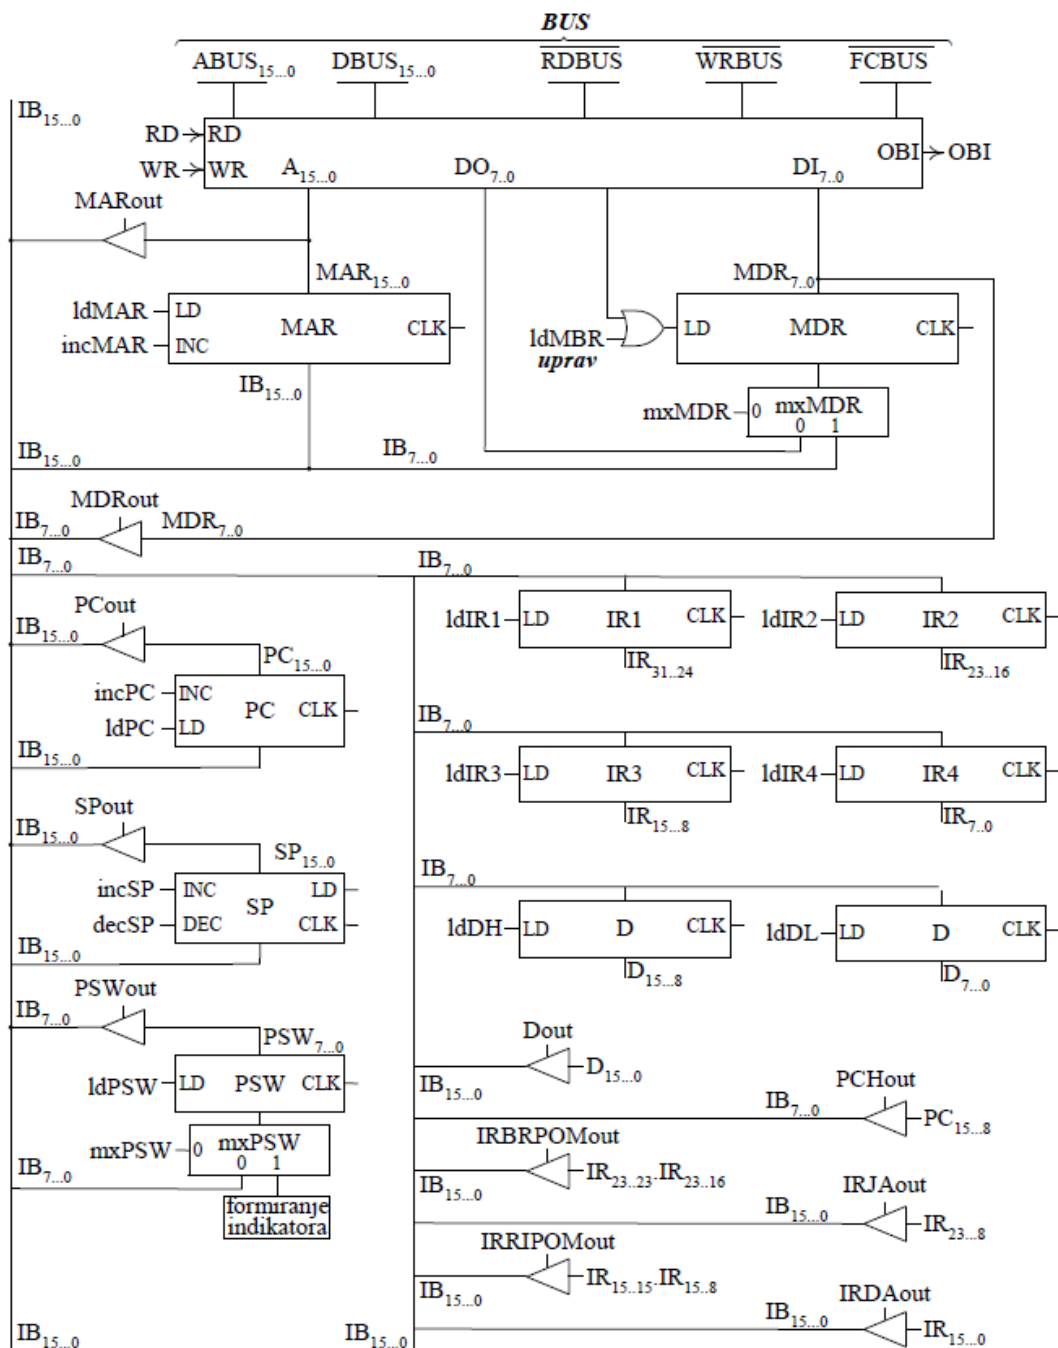 BUS
ABUS15...0 DBUS15...0 RDBUS WRBUS FCBUS
IB15...0
RD RD
WR WR A15...0 DO7..0 DI7..0 OBI OBI
MARout
MAR15...0 MDR7..0
ldMAR LD MAR CLK
incMAR INC
ldMBR LD MDR CLK
uprav
IB15...0
mxMDR 0 mxMDR
0 1
IB15...0 IB7...0
MDRout
IB7...0 MDR7..0
IB7...0 IB7...0
PCout
IB15...0
ldIR1 LD IR1 CLK ldIR2 LD IR2 CLK
PC15...0 IR31..24 IR23..16
incPC INC PC CLK
ldPC LD
IB15...0
IB7...0
ldIR3 LD IR3 CLK ldIR4 LD IR4 CLK
IR15...8 IR7..0
SPout
IB15...0
SP15..0
IB7...0
incSP INC SP LD
decSP DEC CLK
IB15...0
ldDH LD D CLK ldDL LD D CLK
D15...8 D7...0
PSWout
IB7...0
PSW7...0
Dout
D15...0
IB15...0
ldPSW LD PSW CLK
PCHout
IB7...0 PC15...8
mxPSW 0 mxPSW
0 1
IB7...0
formiranje
indikatora
IRBRPOMout
IR23..23.IR23..16
IB15...0
IRJAout
IB15...0 IR23...8
IRRIPOMout
IR15..15.IR15..8
IB15...0
IRDAout
IB15...0 IR15...0
IB15...0 IB15...0